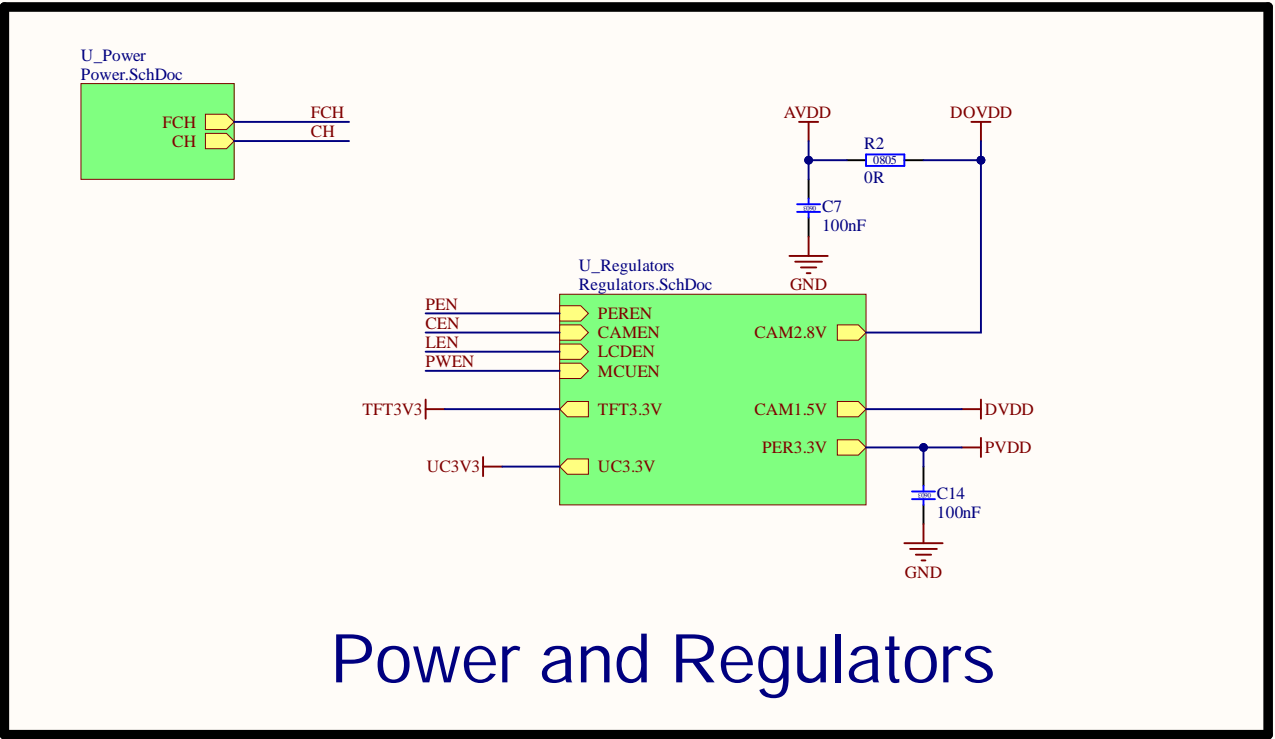 U_Power
Power.SchDoc
FCH
CH
FCH
CH
AVDD
DOVDD
R2
0805
0R
C7
100nF
GND
U_Regulators
Regulators.SchDoc
PEN
CEN
LEN
PWEN
PEREN
CAMEN
LCDEN
MCUEN
CAM2.8V
TFT3V3
TFT3.3V
CAM1.5V
DVDD
PER3.3V
PVDD
UC3V3
UC3.3V
C14
100nF
GND
Power and Regulators